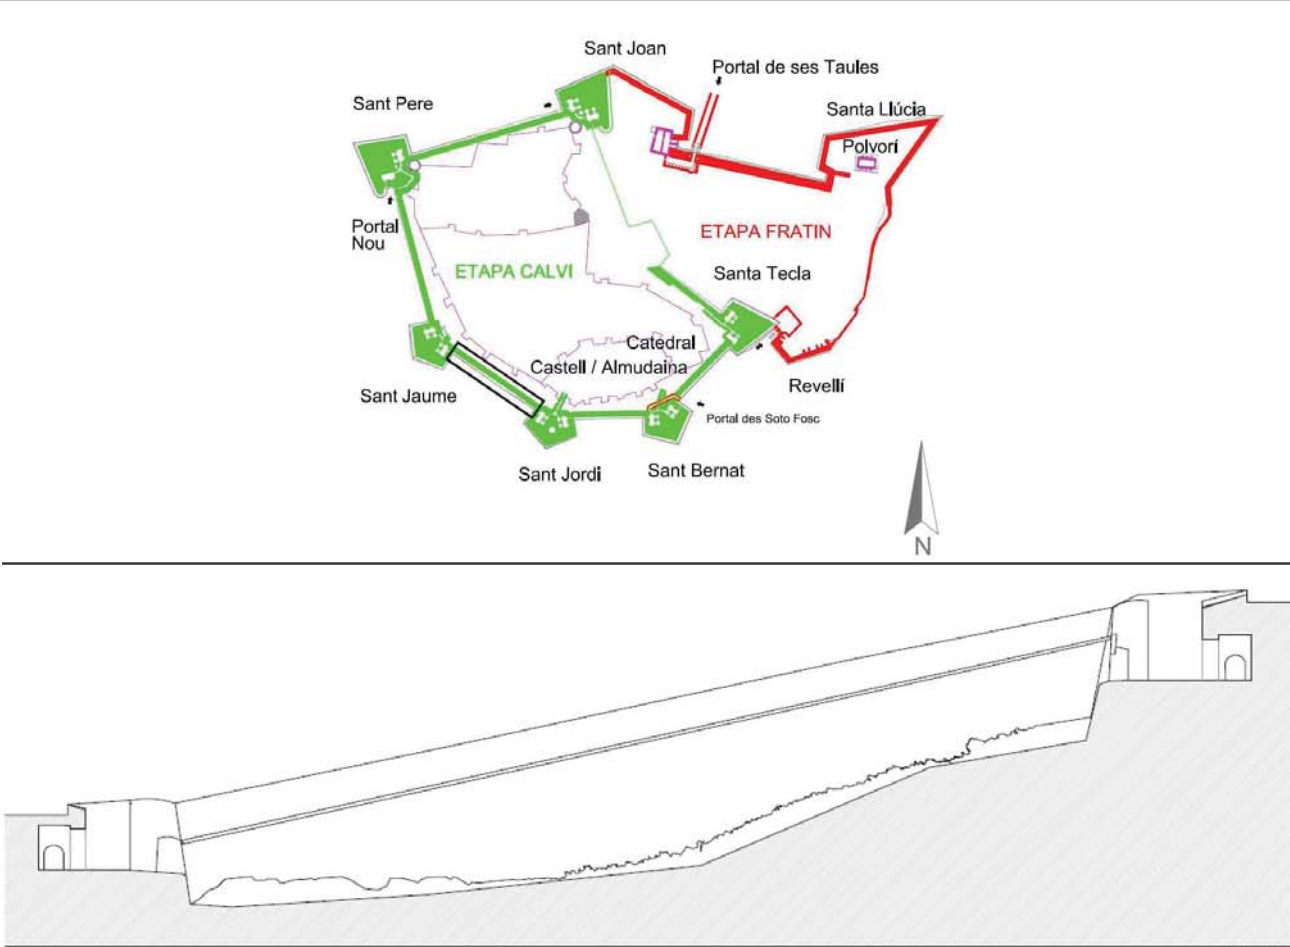 Sant Joan
Portal de ses Taules
Sant Pere
Santa Llúcia
Polvorí
Portal
Nou
ETAPA FRATIN
ETAPA CALVI
Santa Tecla
Catedral
Castell / Almudaina
Revellí
Sant Jaume
Portal des Soto Fosc
Sant Jordi
Sant Bernat
N